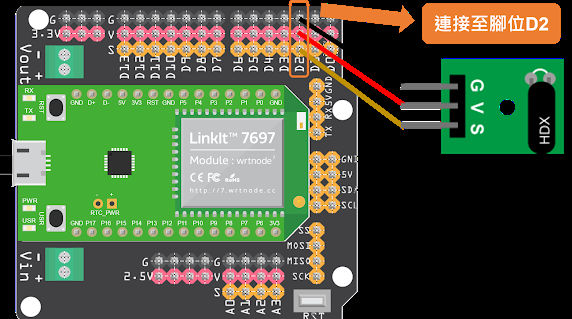 連接至腳位D2
G
3.3V V
S
D13
D12
D11
D10
D9
D8
D7
D6
D5
D4
D3
D2
Vout
- +
RX
TX
RST
GND D+ D- 5V 3V3 RST GND P5 P4 P3 P2 P1 P0 GND
TX RX 5V GND
G
V
S
HDX
LinkIt™ 7697
Module : wrtnode
CE FC RoHS
http://7.wrtnode.cc
GND
5V
SDA
SCL
PWR
USR
USR
RTC_PWR
GND P17 P16 P15 P14 P13 P12 P11 P10 P9 P8 P7 P6 3V3
SS
MOSI
MISO
SCK
Vin
- +
G
2.5V V
S
A0
A1
A2
A3
RST